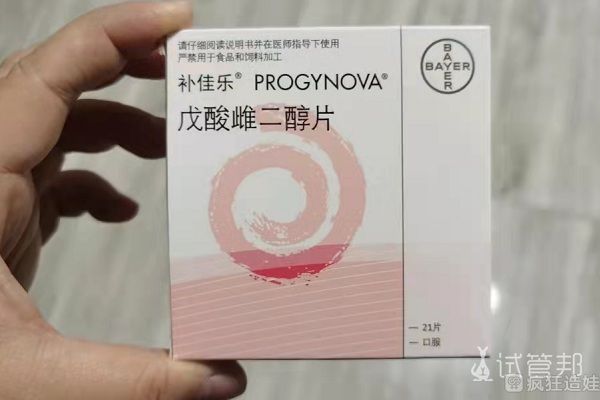 请仔细阅读说明书并在医师指导下使用
严禁用于食品和饲料加工
补佳乐® PROGYNOVA®
戊酸雌二醇片
BAYER
BAYER
21片
口服
试管邦
疯狂造娃